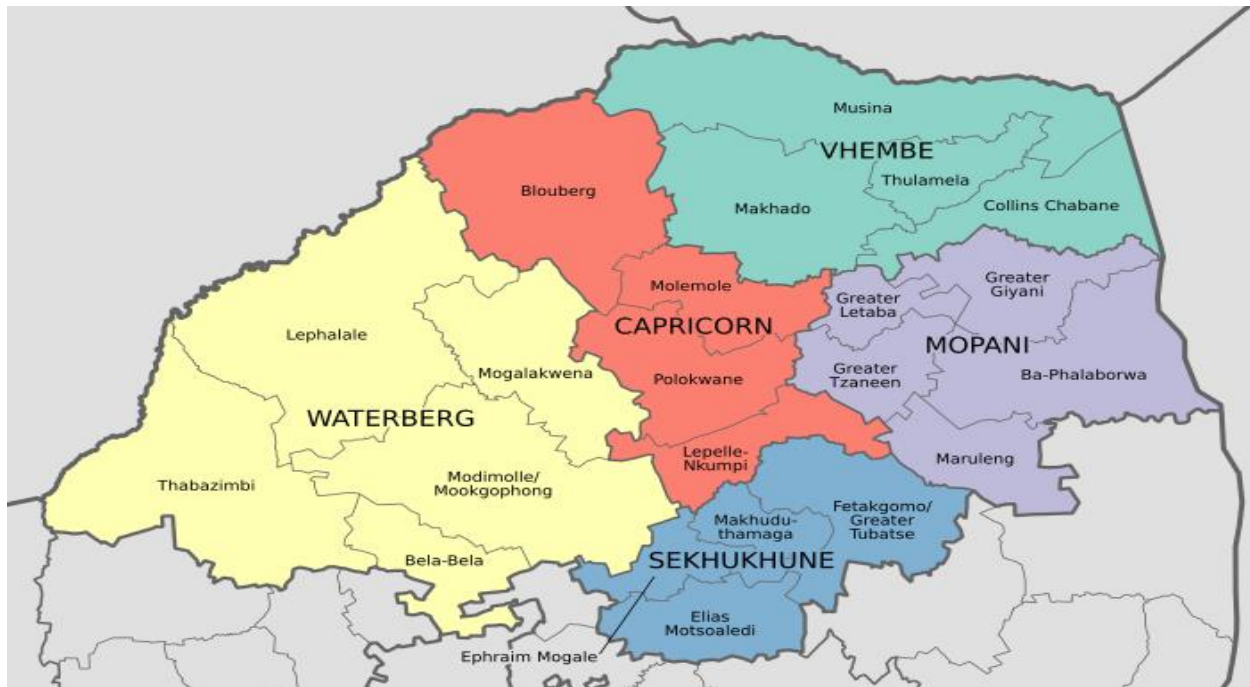 Musina
VHEMBE
Thulamela
Blouberg
Makhado
Collins Chabane
Molemole
Greater
Giyani
Greater
Letaba
CAPRICORN
Lephalale
MOPANI
Mogalakwena
Polokwane
Greater
Tzaneen
Ba-Phalaborwa
WATERBERG
Lepelle-
Nkumpi
Maruleng
Thabazimbi
Modimolle/
Mookgophong
Fetakgomo/
Greater
Tubatse
Makhudu-
thamaga
Bela-Bela
SEKHUKHUNE
Elias
Motsoaledi
Ephraim Mogale